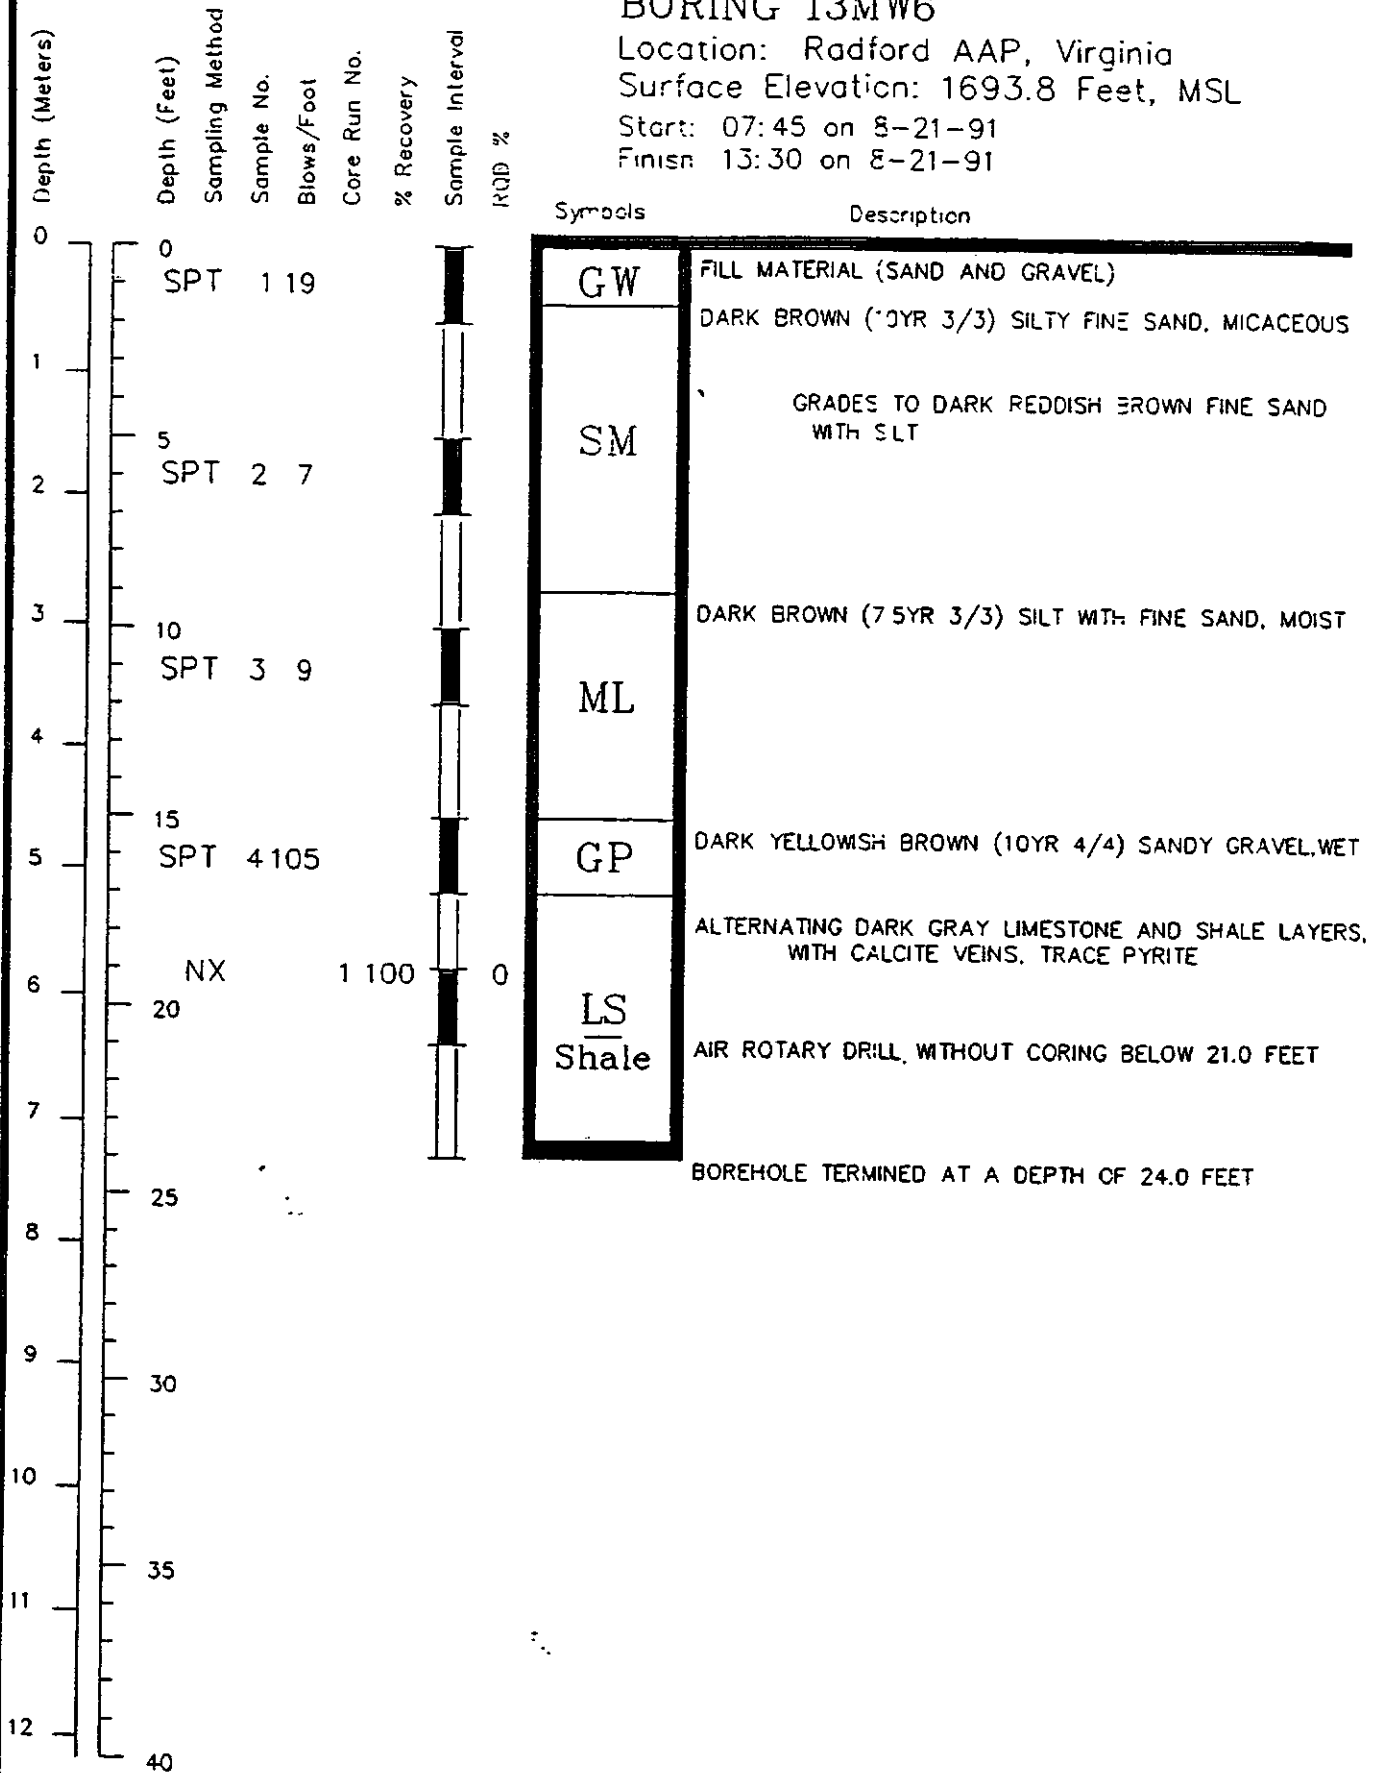 BORING 13MW6
Location: Radford AAP, Virginia
Surface Elevation: 1693.8 Feet, MSL
Start: 07:45 on 8-21-91
Finish 13:30 on 8-21-91
Depth (Meters)
Depth (Feet)
Sampling Method
Sample No.
Blows/Foot
Core Run No.
% Recovery
Sample Interval
RQD %
Symbols Description
0 0
SPT 1 19 GW FILL MATERIAL (SAND AND GRAVEL)
DARK BROWN (10YR 3/3) SILTY FINE SAND, MICACEOUS
1
GRADES TO DARK REDDISH BROWN FINE SAND
WITH SLT
5 SM
2 SPT 2 7
3 DARK BROWN (7 5YR 3/3) SILT WITH FINE SAND, MOIST
10
SPT 3 9
ML
4
15
5 SPT 4 105 GP DARK YELLOWISH BROWN (10YR 4/4) SANDY GRAVEL, WET
ALTERNATING DARK GRAY LIMESTONE AND SHALE LAYERS,
WITH CALCITE VEINS, TRACE PYRITE
6 NX 1 100 0
20 LS
Shale AIR ROTARY DRILL, WITHOUT CORING BELOW 21.0 FEET
7
BOREHOLE TERMINED AT A DEPTH OF 24.0 FEET
25
8
9
30
10
35
11
12
40